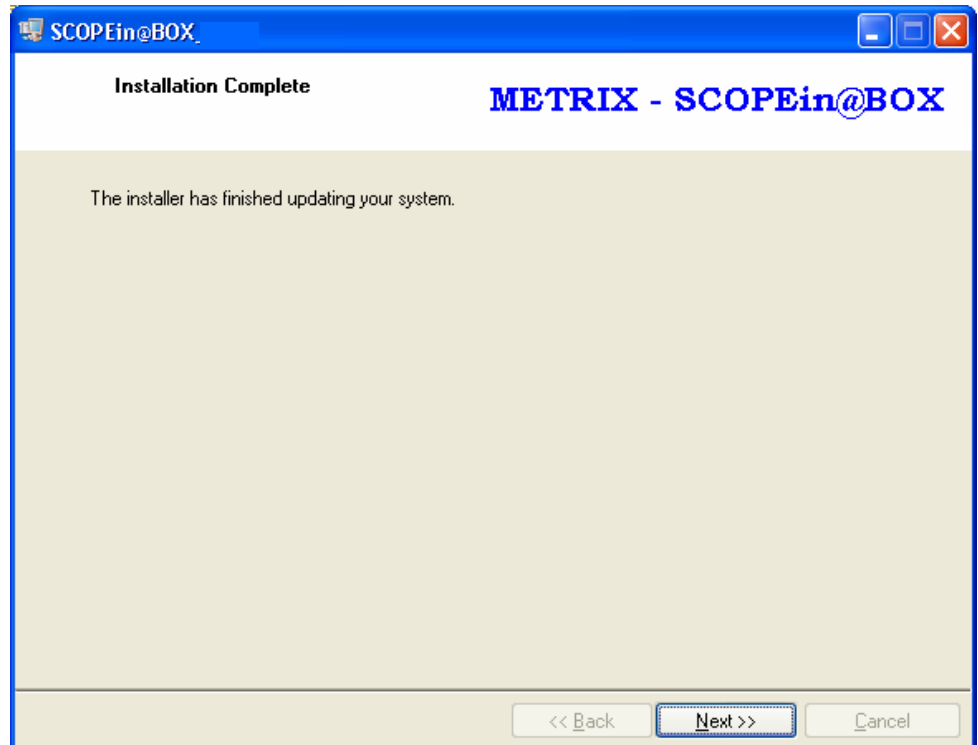 SCOPEin@BOX_
Installation Complete
METRIX - SCOPEin@BOX
The installer has finished updating your system.
<< Back
Next >>
Cancel